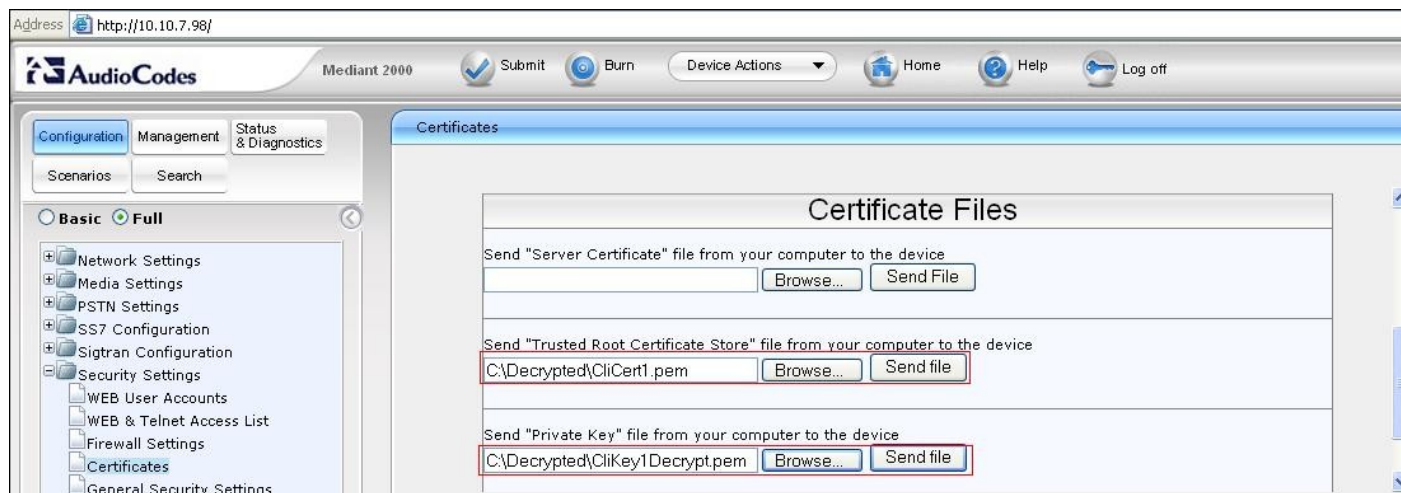 Address http://10.10.7.98/
AudioCodes Mediant 2000 Submit Burn Device Actions Home Help Log off
Configuration Management Status & Diagnostics
Scenarios Search
Basic Full
Network Settings
Media Settings
PSTN Settings
SS7 Configuration
Sigtran Configuration
Security Settings
WEB User Accounts
WEB & Telnet Access List
Firewall Settings
Certificates
General Security Settings
Certificates
Certificate Files
Send "Server Certificate" file from your computer to the device
Browse... Send File
Send "Trusted Root Certificate Store" file from your computer to the device
C:\Decrypted\CliCert1.pem Browse... Send file
Send "Private Key" file from your computer to the device
C:\Decrypted\CliKey1Decrypt.pem Browse... Send file